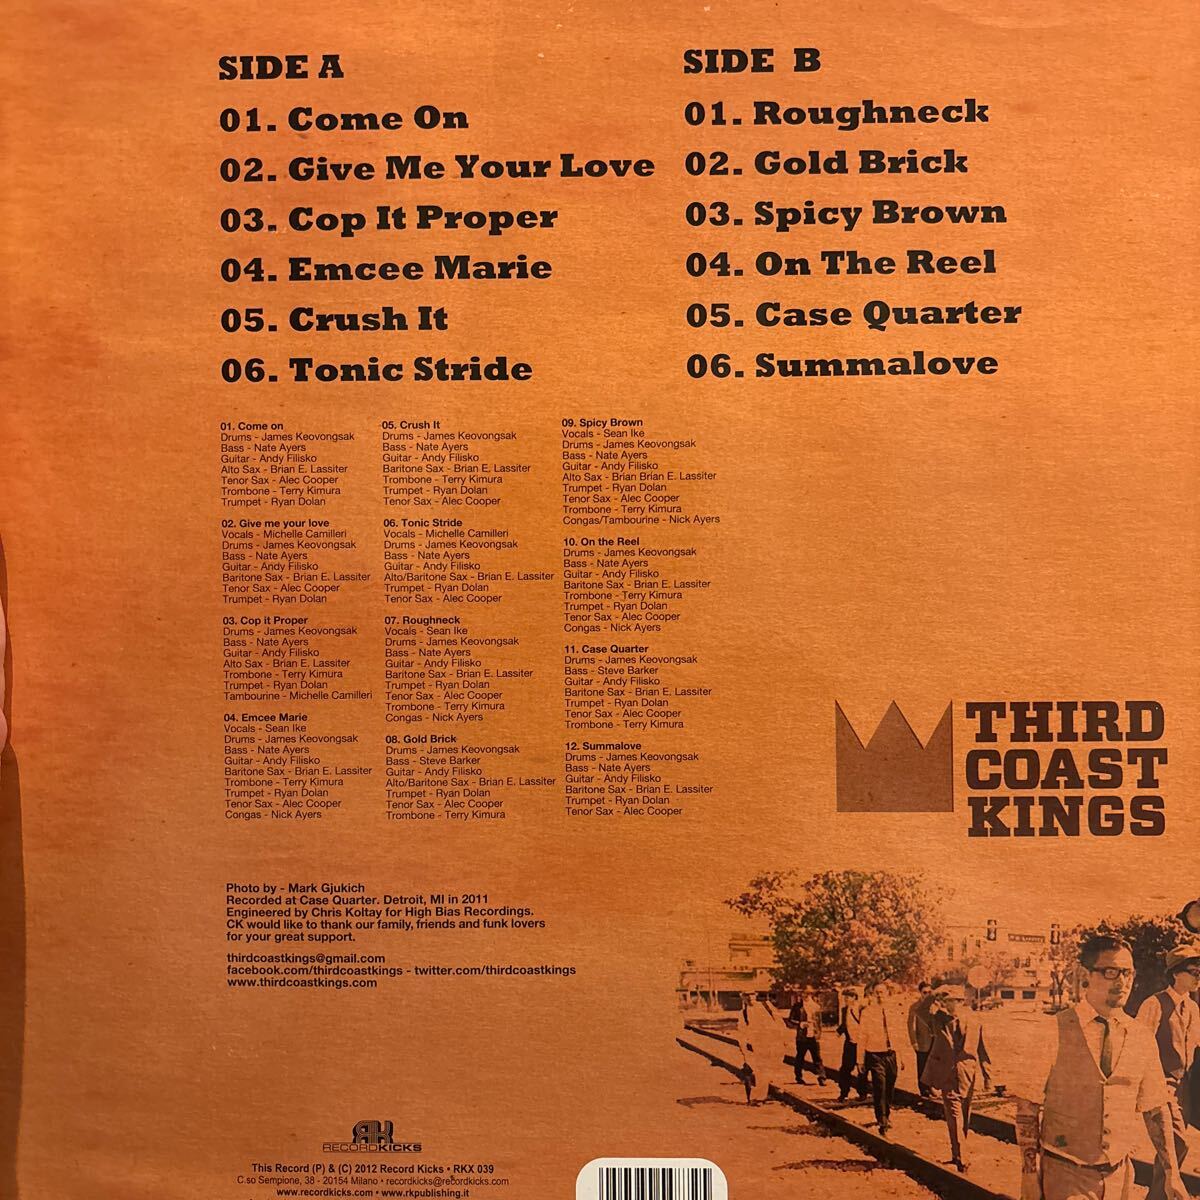 SIDE A
01. Come On
02. Give Me Your Love
03. Cop It Proper
04. Emcee Marie
05. Crush It
06. Tonic Stride
SIDE B
01. Roughneck
02. Gold Brick
03. Spicy Brown
04. On The Reel
05. Case Quarter
06. Summalove
01. Come on
Drums - James Keovongsak
Bass - Nate Ayers
Guitar - Andy Filisko
Alto Sax - Brian E. Lassiter
Tenor Sax - Alec Cooper
Trombone - Terry Kimura
Trumpet - Ryan Dolan
02. Give me your love
Vocals - Michelle Camilleri
Drums - James Keovongsak
Bass - Nate Ayers
Guitar - Andy Filisko
Baritone Sax - Brian E. Lassiter
Tenor Sax - Alec Cooper
Trumpet - Ryan Dolan
03. Cop it Proper
Drums - James Keovongsak
Bass - Nate Ayers
Guitar - Andy Filisko
Alto Sax - Brian E. Lassiter
Trombone - Terry Kimura
Trumpet - Ryan Dolan
Tambourine - Michelle Camilleri
04. Emcee Marie
Vocals - Sean Ike
Drums - James Keovongsak
Bass - Nate Ayers
Guitar - Andy Filisko
Baritone Sax - Brian E. Lassiter
Trombone - Terry Kimura
Trumpet - Ryan Dolan
Tenor Sax - Alec Cooper
Congas - Nick Ayers
05. Crush It
Drums - James Keovongsak
Bass - Nate Ayers
Guitar - Andy Filisko
Baritone Sax - Brian E. Lassiter
Trombone - Terry Kimura
Trumpet - Ryan Dolan
Tenor Sax - Alec Cooper
06. Tonic Stride
Vocals - Michelle Camilleri
Drums - James Keovongsak
Bass - Nate Ayers
Guitar - Andy Filisko
Alto/Baritone Sax - Brian E. Lassiter
Trumpet - Ryan Dolan
Tenor Sax - Alec Cooper
07. Roughneck
Vocals - Sean Ike
Drums - James Keovongsak
Bass - Nate Ayers
Guitar - Andy Filisko
Baritone Sax - Brian E. Lassiter
Trumpet - Ryan Dolan
Tenor Sax - Alec Cooper
Trombone - Terry Kimura
Congas - Nick Ayers
08. Gold Brick
Drums - James Keovongsak
Bass - Steve Barker
Guitar - Andy Filisko
Alto/Baritone Sax - Brian E. Lassiter
Trumpet - Ryan Dolan
Tenor Sax - Alec Cooper
Trombone - Terry Kimura
09. Spicy Brown
Vocals - Sean Ike
Drums - James Keovongsak
Bass - Nate Ayers
Guitar - Andy Filisko
Alto Sax - Brian Brian E. Lassiter
Trumpet - Ryan Dolan
Tenor Sax - Alec Cooper
Trombone - Terry Kimura
Congas/Tambourine - Nick Ayers
10. On the Reel
Drums - James Keovongsak
Bass - Nate Ayers
Guitar - Andy Filisko
Baritone Sax - Brian E. Lassiter
Trombone - Terry Kimura
Trumpet - Ryan Dolan
Tenor Sax - Alec Cooper
Congas - Nick Ayers
11. Case Quarter
Drums - James Keovongsak
Bass - Steve Barker
Guitar - Andy Filisko
Baritone Sax - Brian E. Lassiter
Trumpet - Ryan Dolan
Tenor Sax - Alec Cooper
Trombone - Terry Kimura
12. Summalove
Drums - James Keovongsak
Bass - Nate Ayers
Guitar - Andy Filisko
Baritone Sax - Brian E. Lassiter
Trumpet - Ryan Dolan
Tenor Sax - Alec Cooper
THIRD
COAST
KINGS
Photo by - Mark Gjukich
Recorded at Case Quarter. Detroit, MI in 2011
Engineered by Chris Koltay for High Bias Recordings.
CK would like to thank our family, friends and funk lovers
for your great support.
thirdcoastkings@gmail.com
facebook.com/thirdcoastkings - twitter.com/thirdcoastkings
www.thirdcoastkings.com
RK
RECORDKICKS
This Record (P) & (C) 2012 Record Kicks • RKX 039
C.so Sempione, 38 - 20154 Milano • recordkicks@recordkicks.com
www.recordkicks.com • www.rkpublishing.it